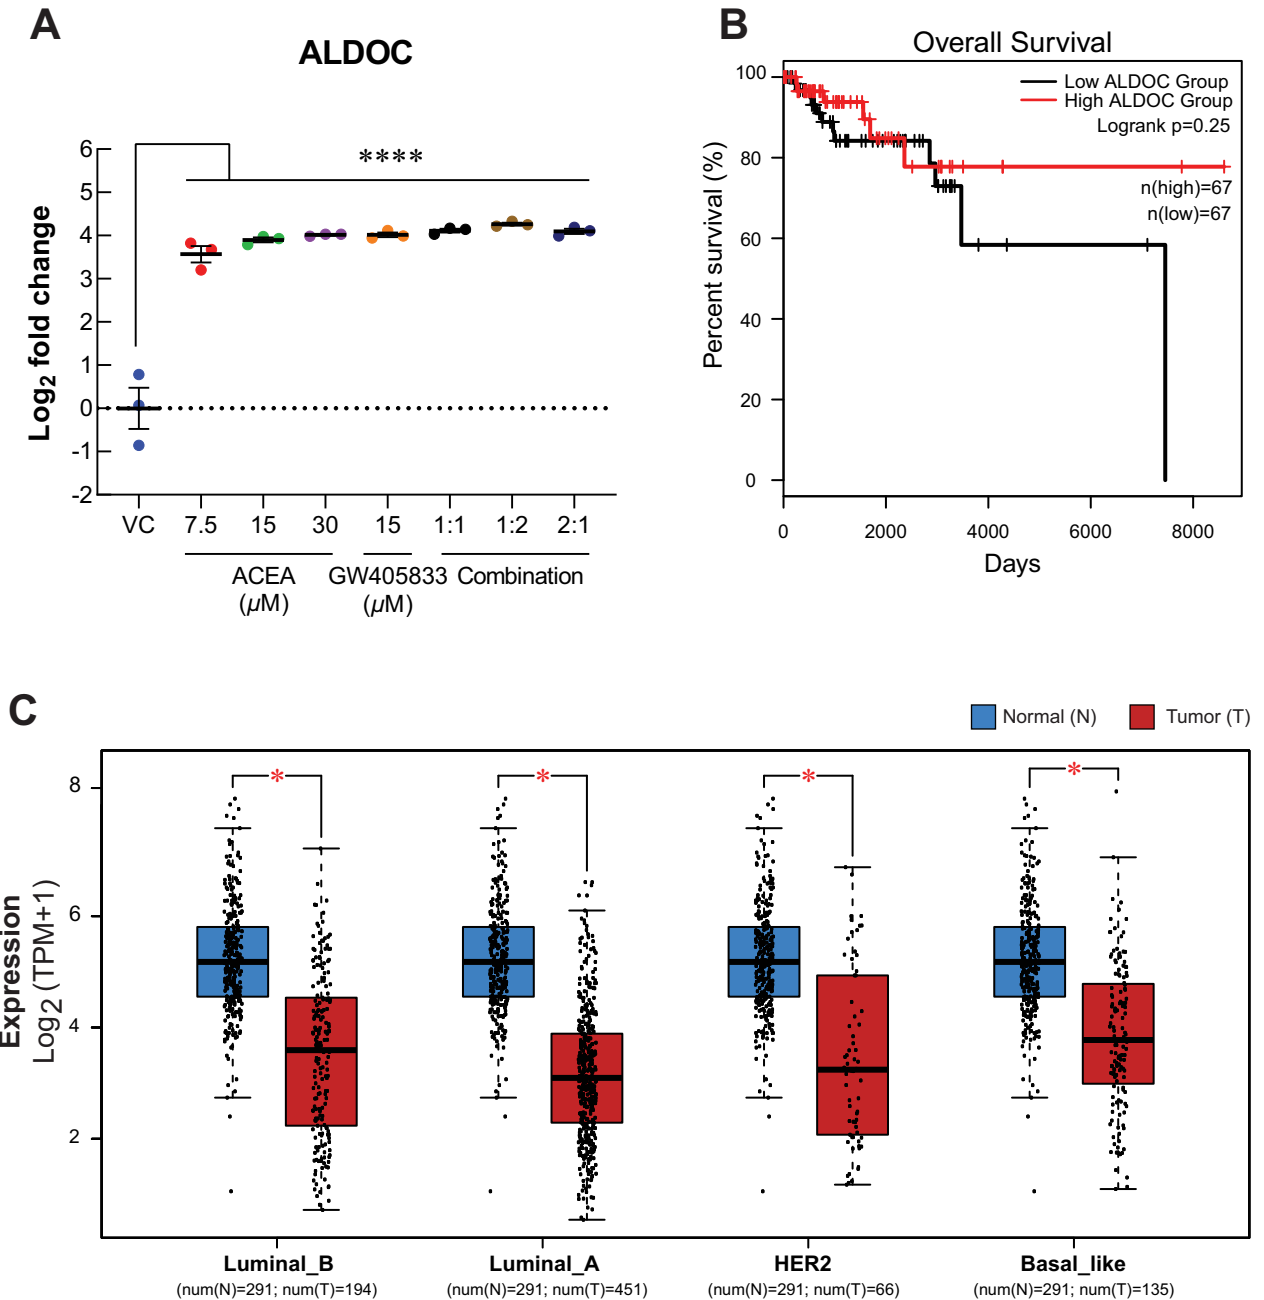 A
ALDOC
Log2 fold change
6
5
4
3
2
1
0
-1
-2
****
VC 7.5 15 30 15 1:1 1:2 2:1
ACEA GW405833 Combination
(µM) (µM)
B
Overall Survival
Percent survival (%)
100
80
60
40
20
0
Low ALDOC Group
High ALDOC Group
Logrank p=0.25
n(high)=67
n(low)=67
0 2000 4000 6000 8000
Days
C
Normal (N) Tumor (T)
Expression
Log2 (TPM+1)
8
6
4
2
* * * *
Luminal_B Luminal_A HER2 Basal_like
(num(N)=291; num(T)=194) (num(N)=291; num(T)=451) (num(N)=291; num(T)=66) (num(N)=291; num(T)=135)